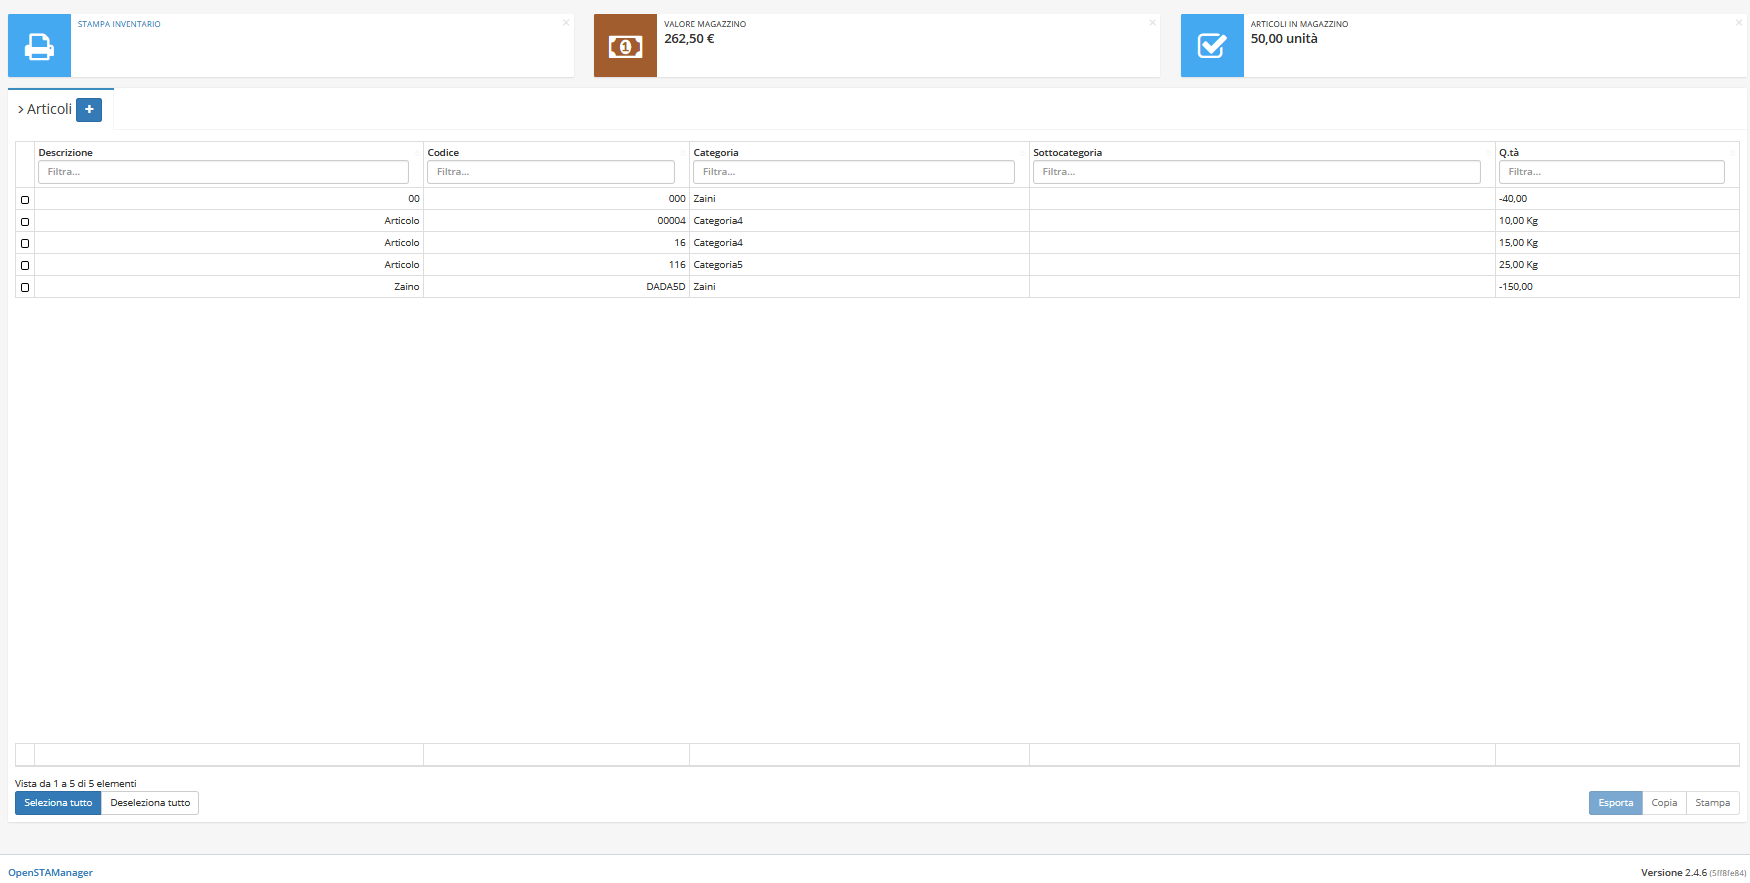 STAMPA INVENTARIO
VALORE MAGAZZINO
262,50 €
ARTICOLI IN MAGAZZINO
50,00 unità
Articoli
Descrizione Codice Categoria Sottocategoria Q.tà
Filtra... Filtra... Filtra... Filtra... Filtra...
00 000 Zaini -40,00
Articolo 00004 Categoria4 10,00 Kg
Articolo 16 Categoria4 15,00 Kg
Articolo 116 Categoria5 25,00 Kg
Zaino DADA5D Zaini -150,00
Vista da 1 a 5 di 5 elementi
Seleziona tutto Deseleziona tutto Esporta Copia Stampa
OpenSTAManager Versione 2.4.6 (5ff8fe84)